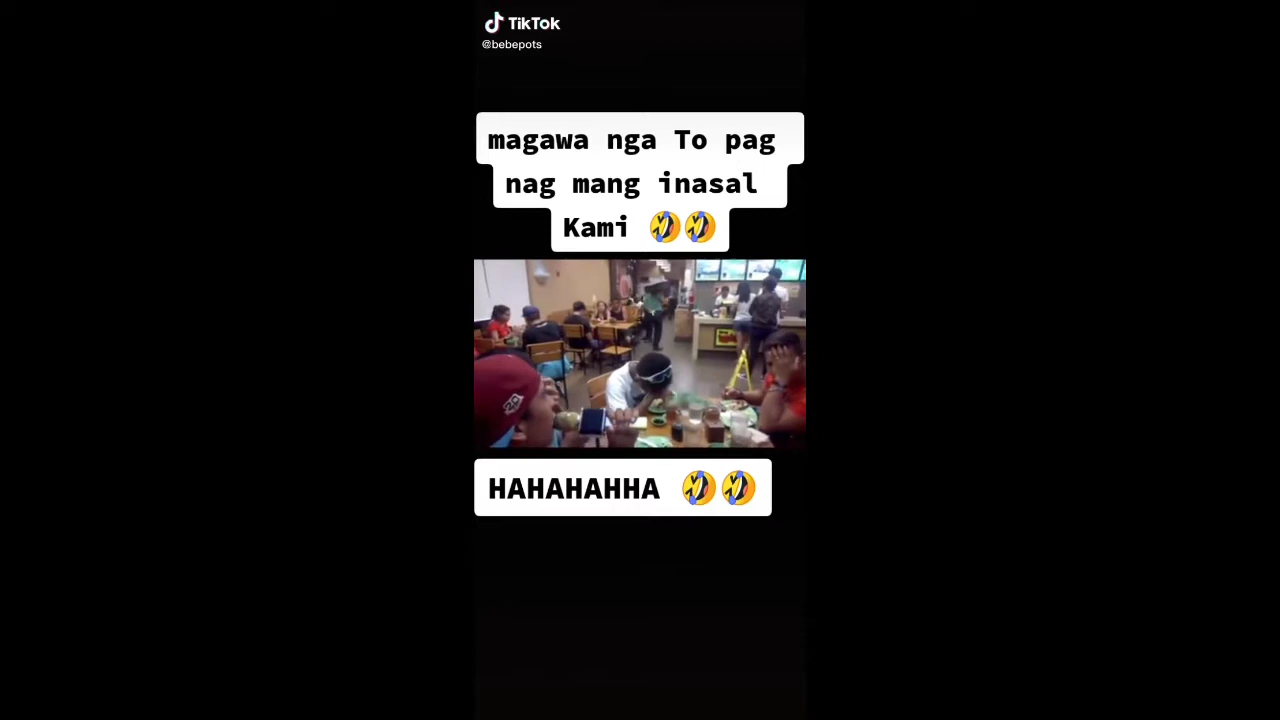 TikTok
@bebepots
magawa nga To pag
nag mang inasal
Kami 🤣🤣
HAHAHAHHA 🤣🤣